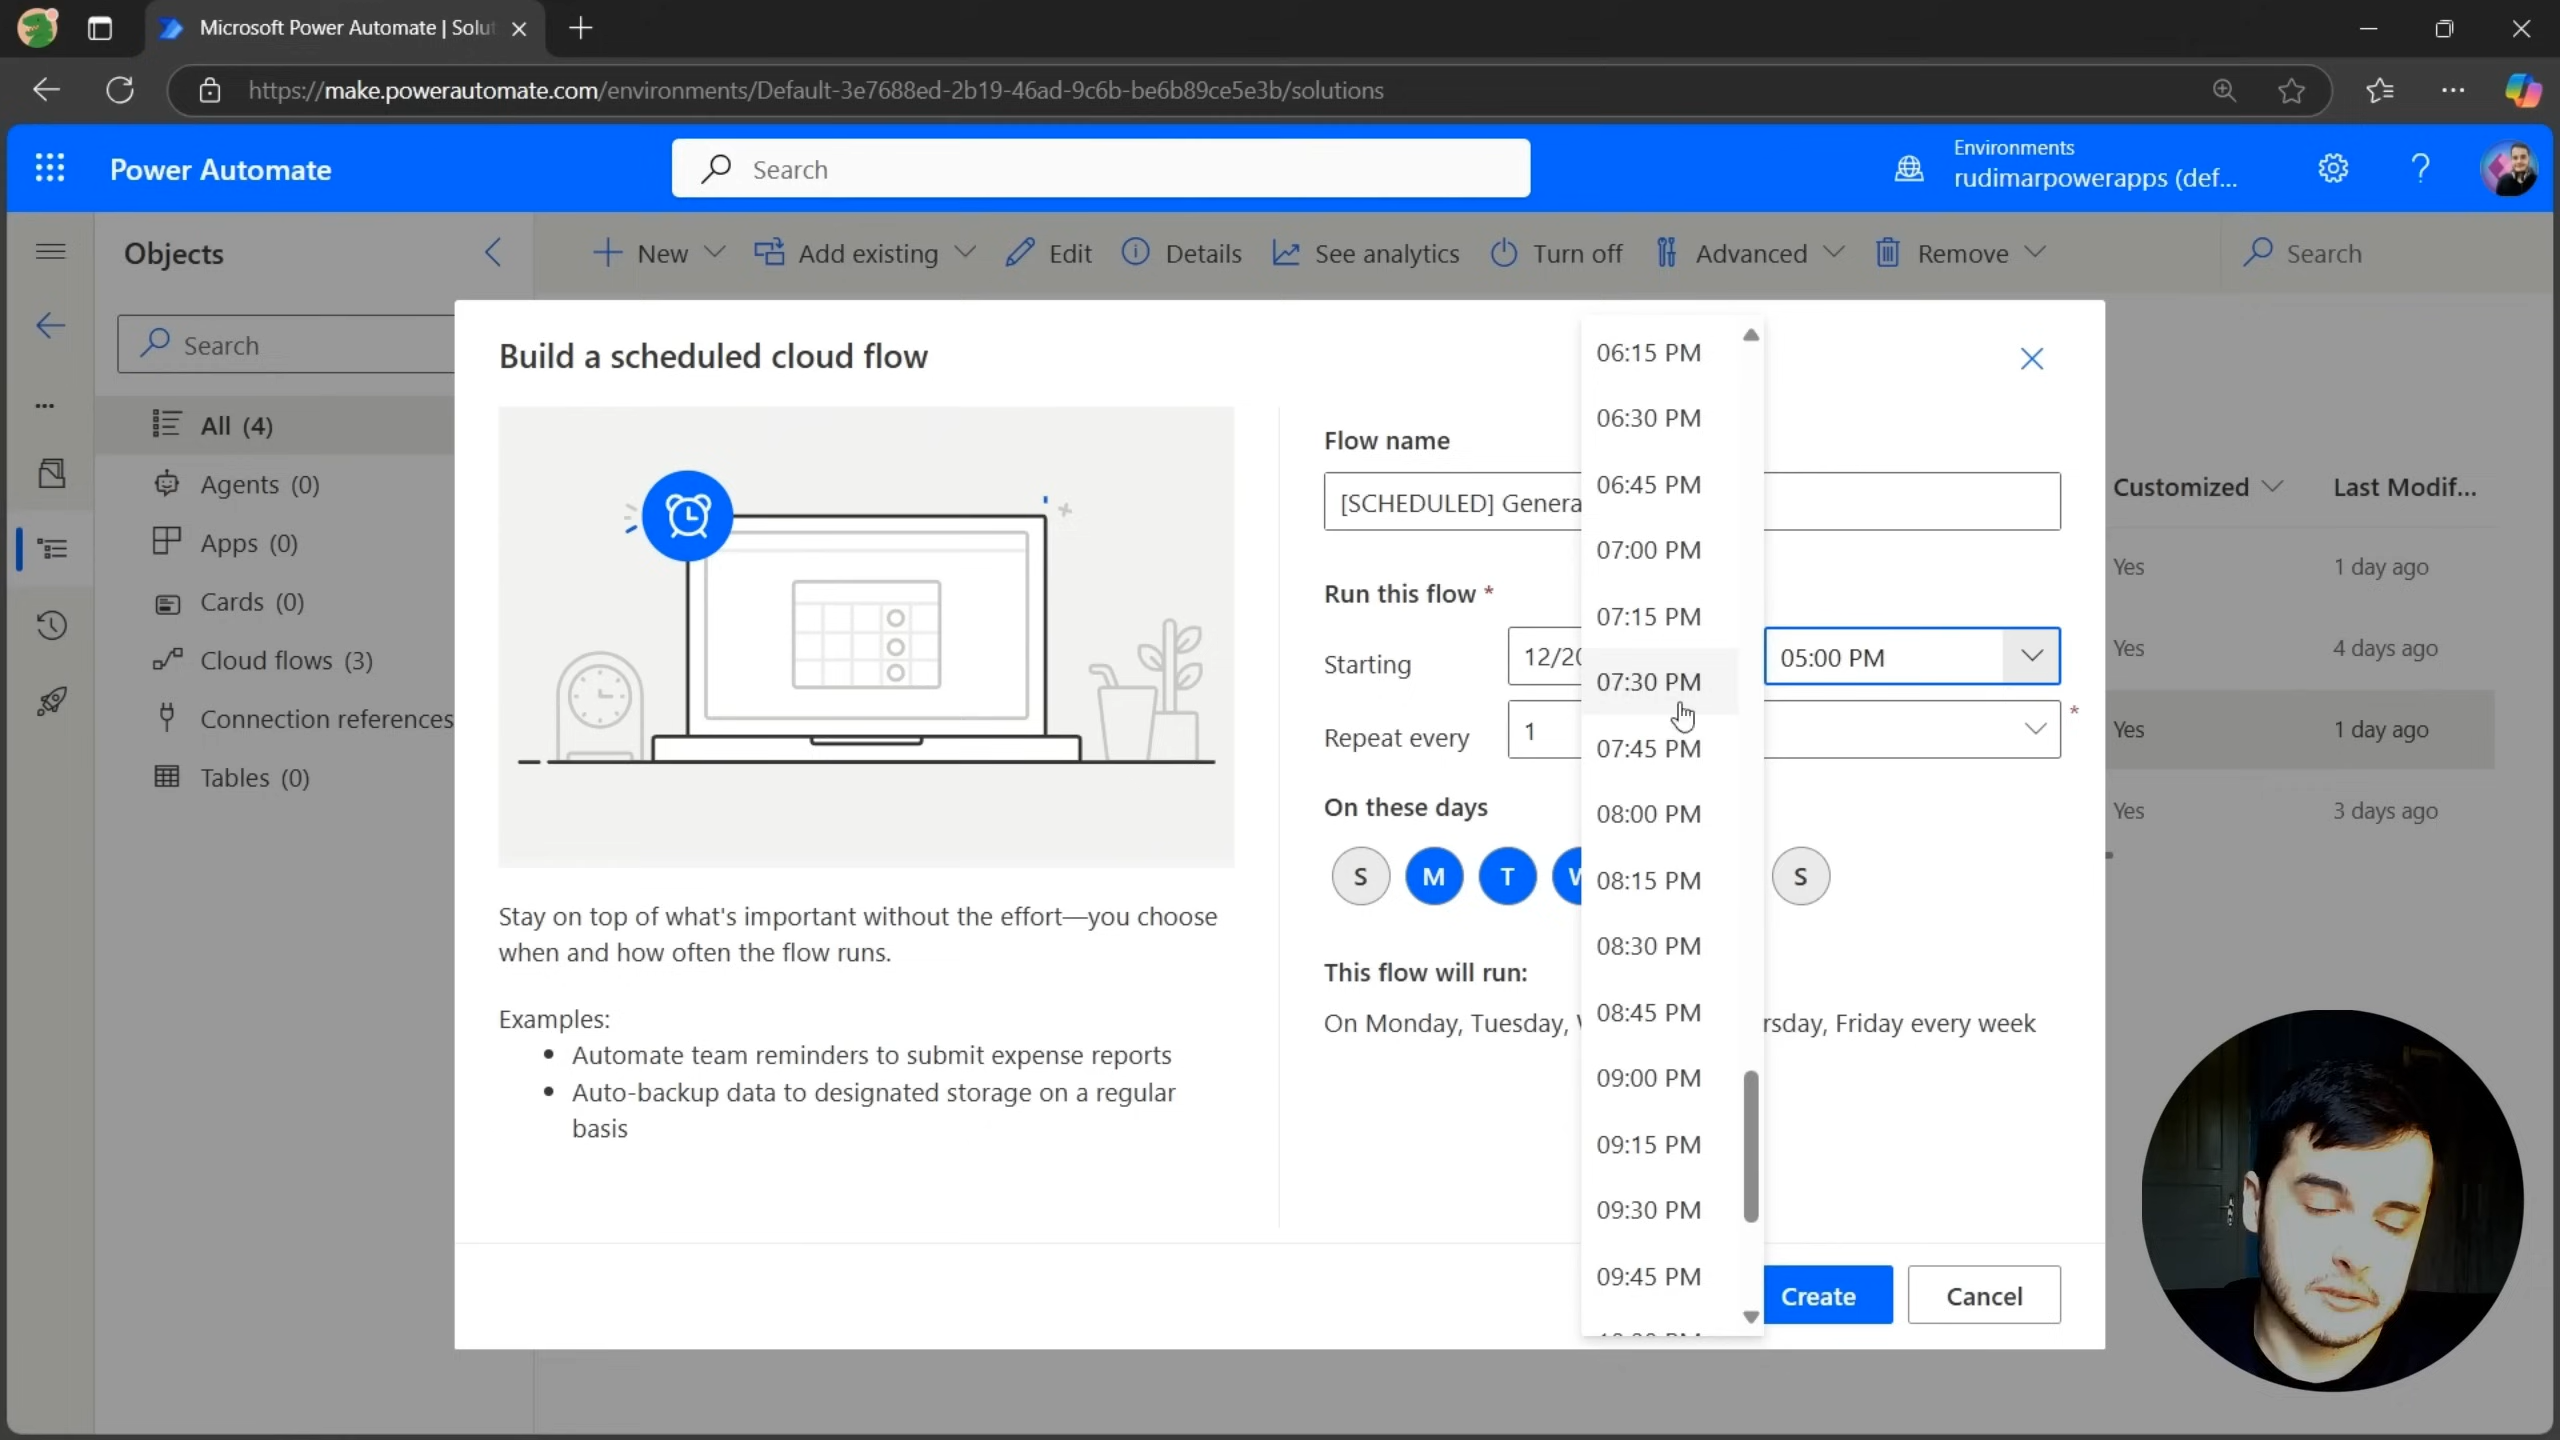 Microsoft Power Automate | Solut
https://make.powerautomate.com/environments/Default-3e7688ed-2b19-46ad-9c6b-be6b89ce5e3b/solutions
Power Automate
Search
Environments
rudimarpowerapps (def...
Objects
New
Add existing
Edit
Details
See analytics
Turn off
Advanced
Remove
Search
Search
All (4)
Agents (0)
Apps (0)
Cards (0)
Cloud flows (3)
Connection references
Tables (0)
Customized
Last Modif...
Yes
1 day ago
Yes
4 days ago
Yes
1 day ago
Yes
3 days ago
Build a scheduled cloud flow
Stay on top of what's important without the effort—you choose
when and how often the flow runs.
Examples:
Automate team reminders to submit expense reports
Auto-backup data to designated storage on a regular
basis
Flow name
[SCHEDULED] Genera
Run this flow *
Starting
12/20
05:00 PM
Repeat every
1
*
On these days
S
M
T
W
S
This flow will run:
On Monday, Tuesday, W
rsday, Friday every week
06:15 PM
06:30 PM
06:45 PM
07:00 PM
07:15 PM
07:30 PM
07:45 PM
08:00 PM
08:15 PM
08:30 PM
08:45 PM
09:00 PM
09:15 PM
09:30 PM
09:45 PM
Create
Cancel